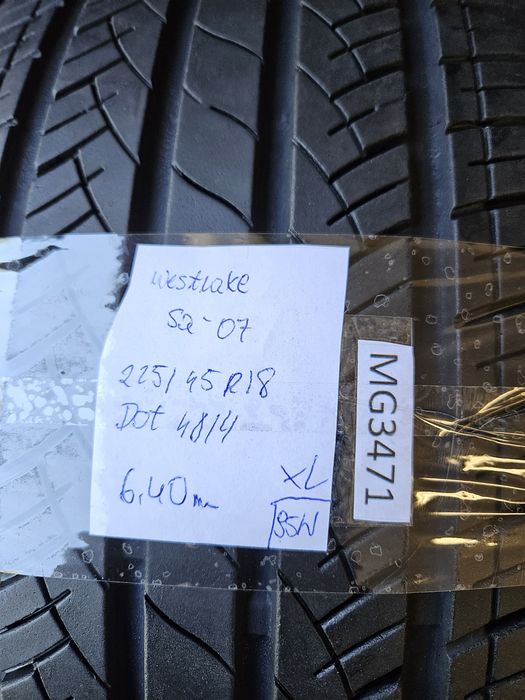 Westlake
Sa-07
225/45 R18
Dot 4814
6,40mm
XL
95W
MG3471